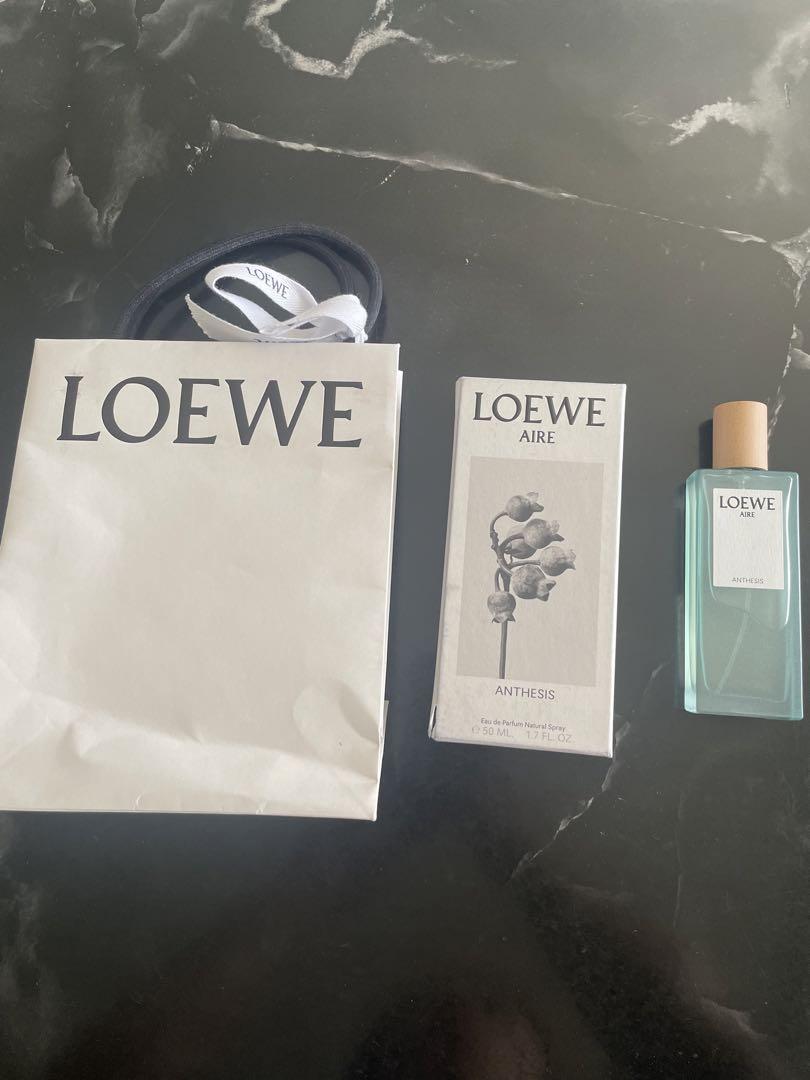 LOEWE
LOEWE
LOEWE
AIRE
ANTHESIS
Eau de Parfum Natural Spray
℮ 50 ML. 1.7 FL. OZ.
LOEWE
AIRE
ANTHESIS